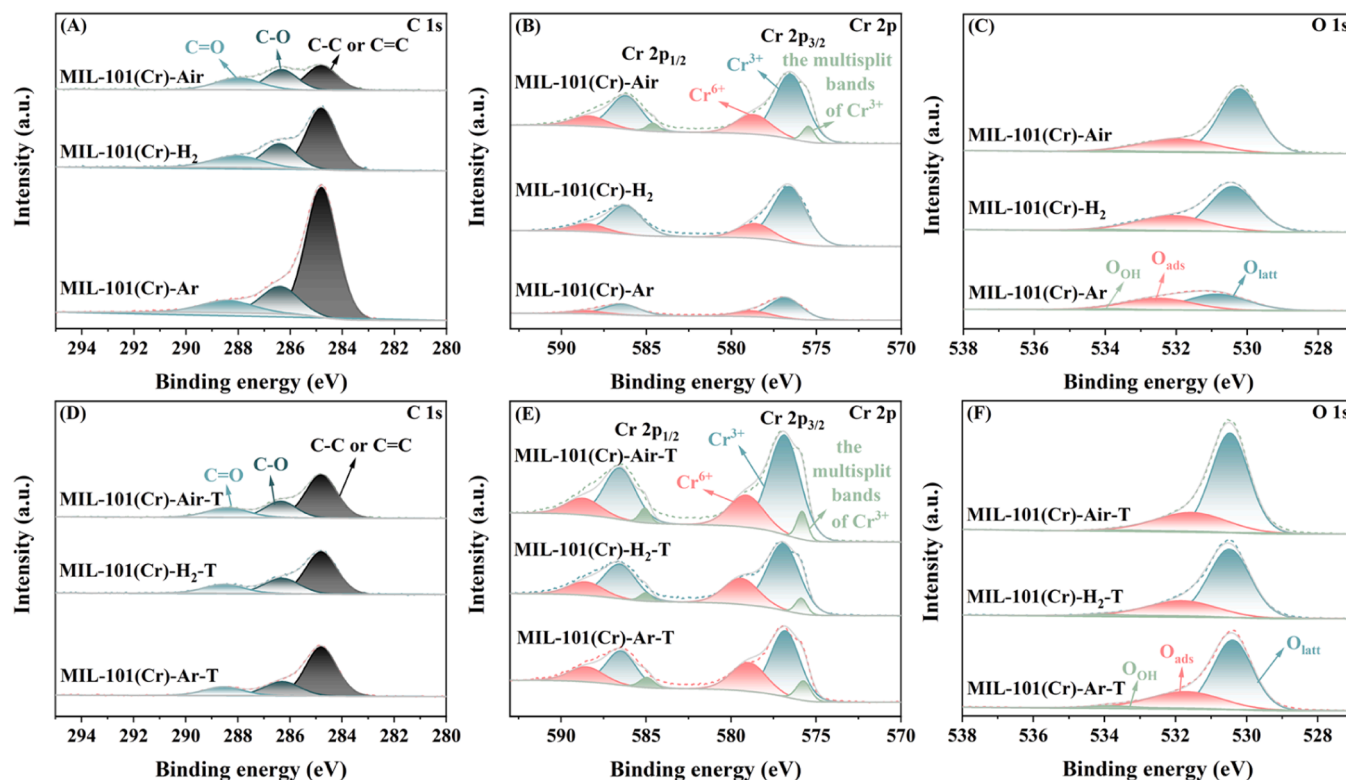 (A)
C 1s
C=O
C-O
C-C or C=C
MIL-101(Cr)-Air
MIL-101(Cr)-H₂
MIL-101(Cr)-Ar
Intensity (a.u.)
294 292 290 288 286 284 282 280
Binding energy (eV)
(B)
Cr 2p
Cr 2p₁/₂
Cr 2p₃/₂
Cr³⁺
the multisplit
bands
of Cr³⁺
Cr⁶⁺
MIL-101(Cr)-Air
MIL-101(Cr)-H₂
MIL-101(Cr)-Ar
Intensity (a.u.)
590 585 580 575 570
Binding energy (eV)
(C)
O 1s
MIL-101(Cr)-Air
MIL-101(Cr)-H₂
MIL-101(Cr)-Ar
O_OH
O_ads
O_latt
Intensity (a.u.)
538 536 534 532 530 528
Binding energy (eV)
(D)
C 1s
C=O
C-O
C-C or C=C
MIL-101(Cr)-Air-T
MIL-101(Cr)-H₂-T
MIL-101(Cr)-Ar-T
Intensity (a.u.)
294 292 290 288 286 284 282 280
Binding energy (eV)
(E)
Cr 2p
Cr 2p₁/₂
Cr 2p₃/₂
MIL-101(Cr)-Air-T
Cr³⁺
Cr⁶⁺
the
multisplit
bands
of Cr³⁺
MIL-101(Cr)-H₂-T
MIL-101(Cr)-Ar-T
Intensity (a.u.)
590 585 580 575 570
Binding energy (eV)
(F)
O 1s
MIL-101(Cr)-Air-T
MIL-101(Cr)-H₂-T
MIL-101(Cr)-Ar-T
O_OH
O_ads
O_latt
Intensity (a.u.)
538 536 534 532 530 528
Binding energy (eV)